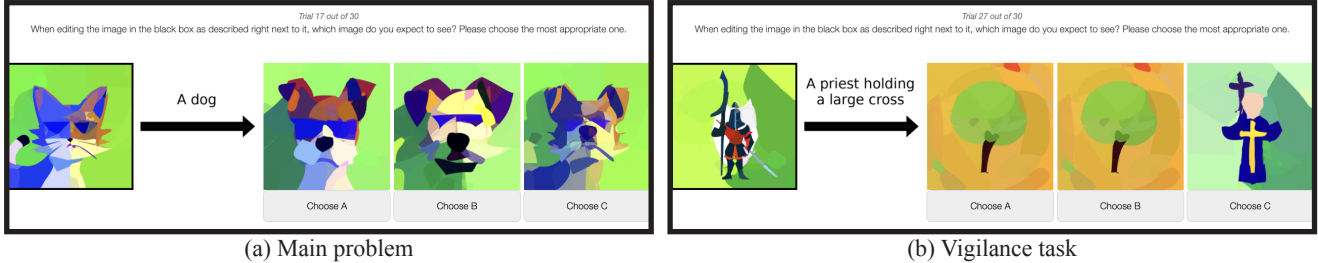 Trial 17 out of 30
When editing the image in the black box as described right next to it, which image do you expect to see? Please choose the most appropriate one.
A dog
Choose A
Choose B
Choose C
(a) Main problem
Trial 27 out of 30
When editing the image in the black box as described right next to it, which image do you expect to see? Please choose the most appropriate one.
A priest holding
a large cross
Choose A
Choose B
Choose C
(b) Vigilance task